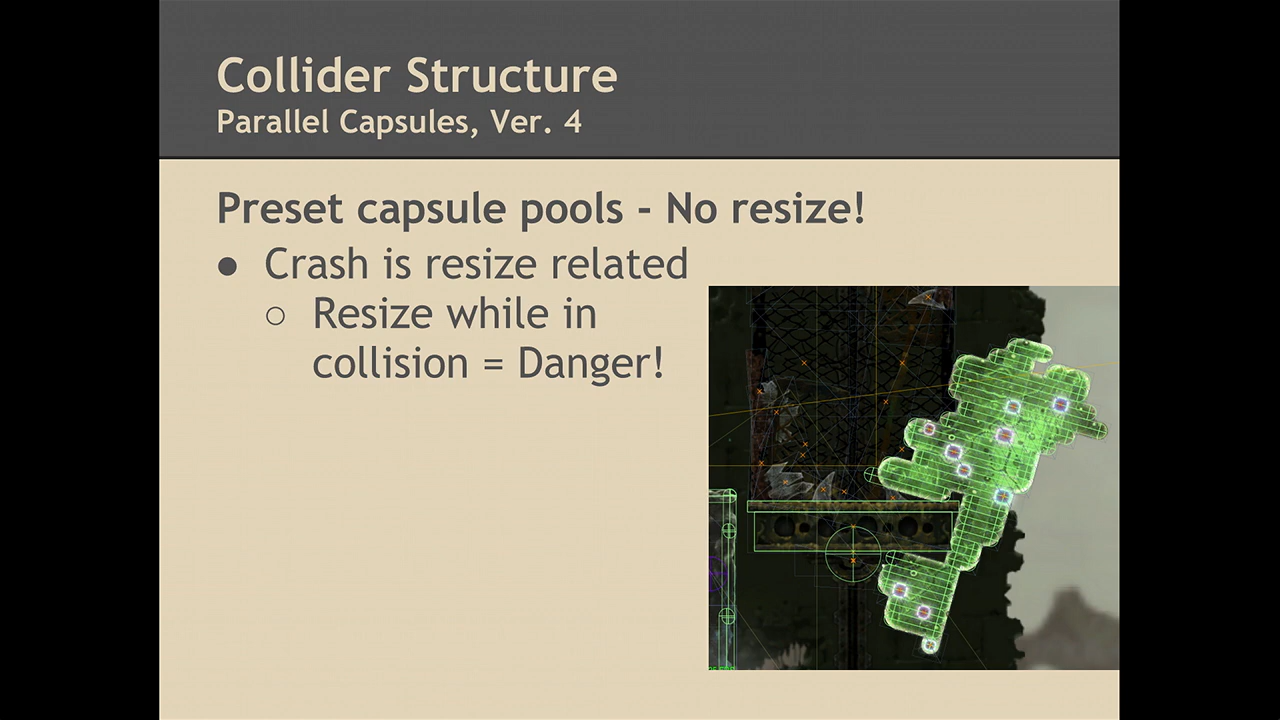 Collider Structure
Parallel Capsules, Ver. 4
Preset capsule pools - No resize!
● Crash is resize related
○ Resize while in
collision = Danger!